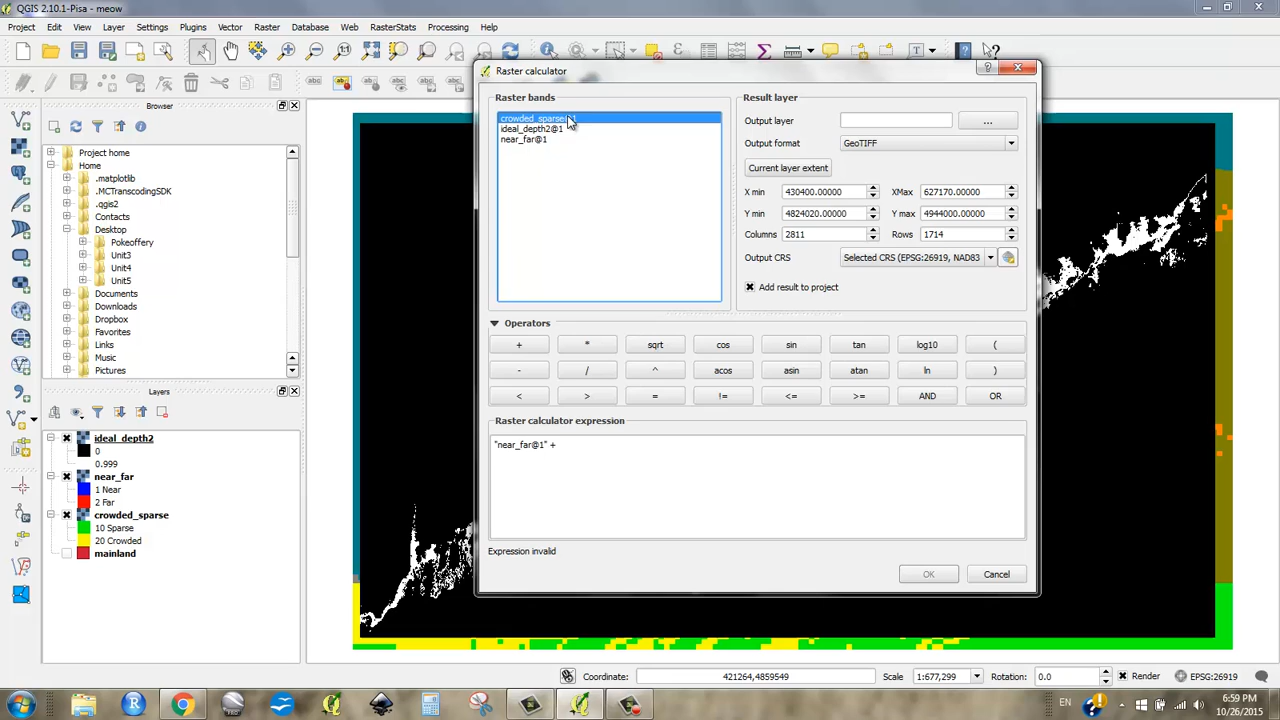 QGIS 2.10.1-Pisa - meow
Project Edit View Layer Settings Plugins Vector Raster Database Web RasterStats Processing Help
Raster calculator
Browser
Project home
Home
.matplotlib
.MCTranscodingSDK
.qgis2
Contacts
Desktop
Pokeoffery
Unit3
Unit4
Unit5
Documents
Downloads
Dropbox
Favorites
Links
Music
Pictures
Layers
ideal_depth2
0
0.999
near_far
1 Near
2 Far
crowded_sparse
10 Sparse
20 Crowded
mainland
Raster bands
crowded_sparse@1
ideal_depth2@1
near_far@1
Result layer
Output layer ...
Output format GeoTIFF
Current layer extent
X min 430400.00000 XMax 627170.00000
Y min 4824020.00000 Y max 4944000.00000
Columns 2811 Rows 1714
Output CRS Selected CRS (EPSG:26919, NAD83
Add result to project
Operators
+ * sqrt cos sin tan log10 (
- / ^ acos asin atan ln )
< > = != <= >= AND OR
Raster calculator expression
"near_far@1" +
Expression invalid
OK Cancel
Coordinate: 421264,4859549 Scale 1:677,299 Rotation: 0.0 Render EPSG:26919
EN 6:59 PM
10/26/2015